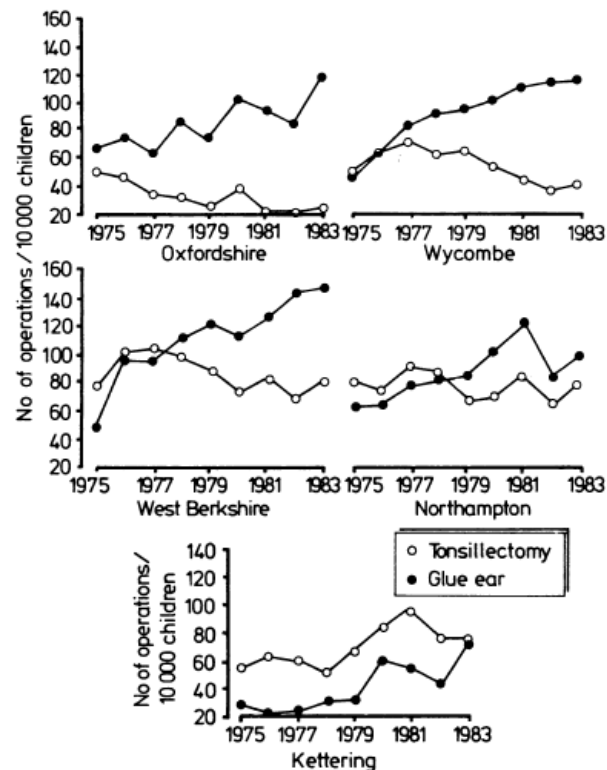 No of operations / 10 000 children
160
140
120
100
80
60
40
20
1975 1977 1979 1981 1983
Oxfordshire
1975 1977 1979 1981 1983
Wycombe
160
140
120
100
80
60
40
20
1975 1977 1979 1981 1983
West Berkshire
1975 1977 1979 1981 1983
Northampton
Tonsillectomy
Glue ear
No of operations/
10 000 children
140
120
100
80
60
40
20
1975 1977 1979 1981 1983
Kettering